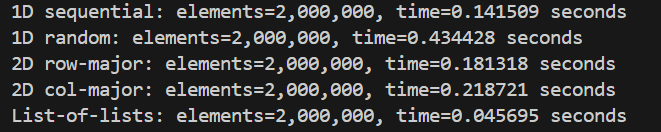 1D sequential: elements=2,000,000, time=0.141509 seconds
1D random: elements=2,000,000, time=0.434428 seconds
2D row-major: elements=2,000,000, time=0.181318 seconds
2D col-major: elements=2,000,000, time=0.218721 seconds
List-of-lists: elements=2,000,000, time=0.045695 seconds